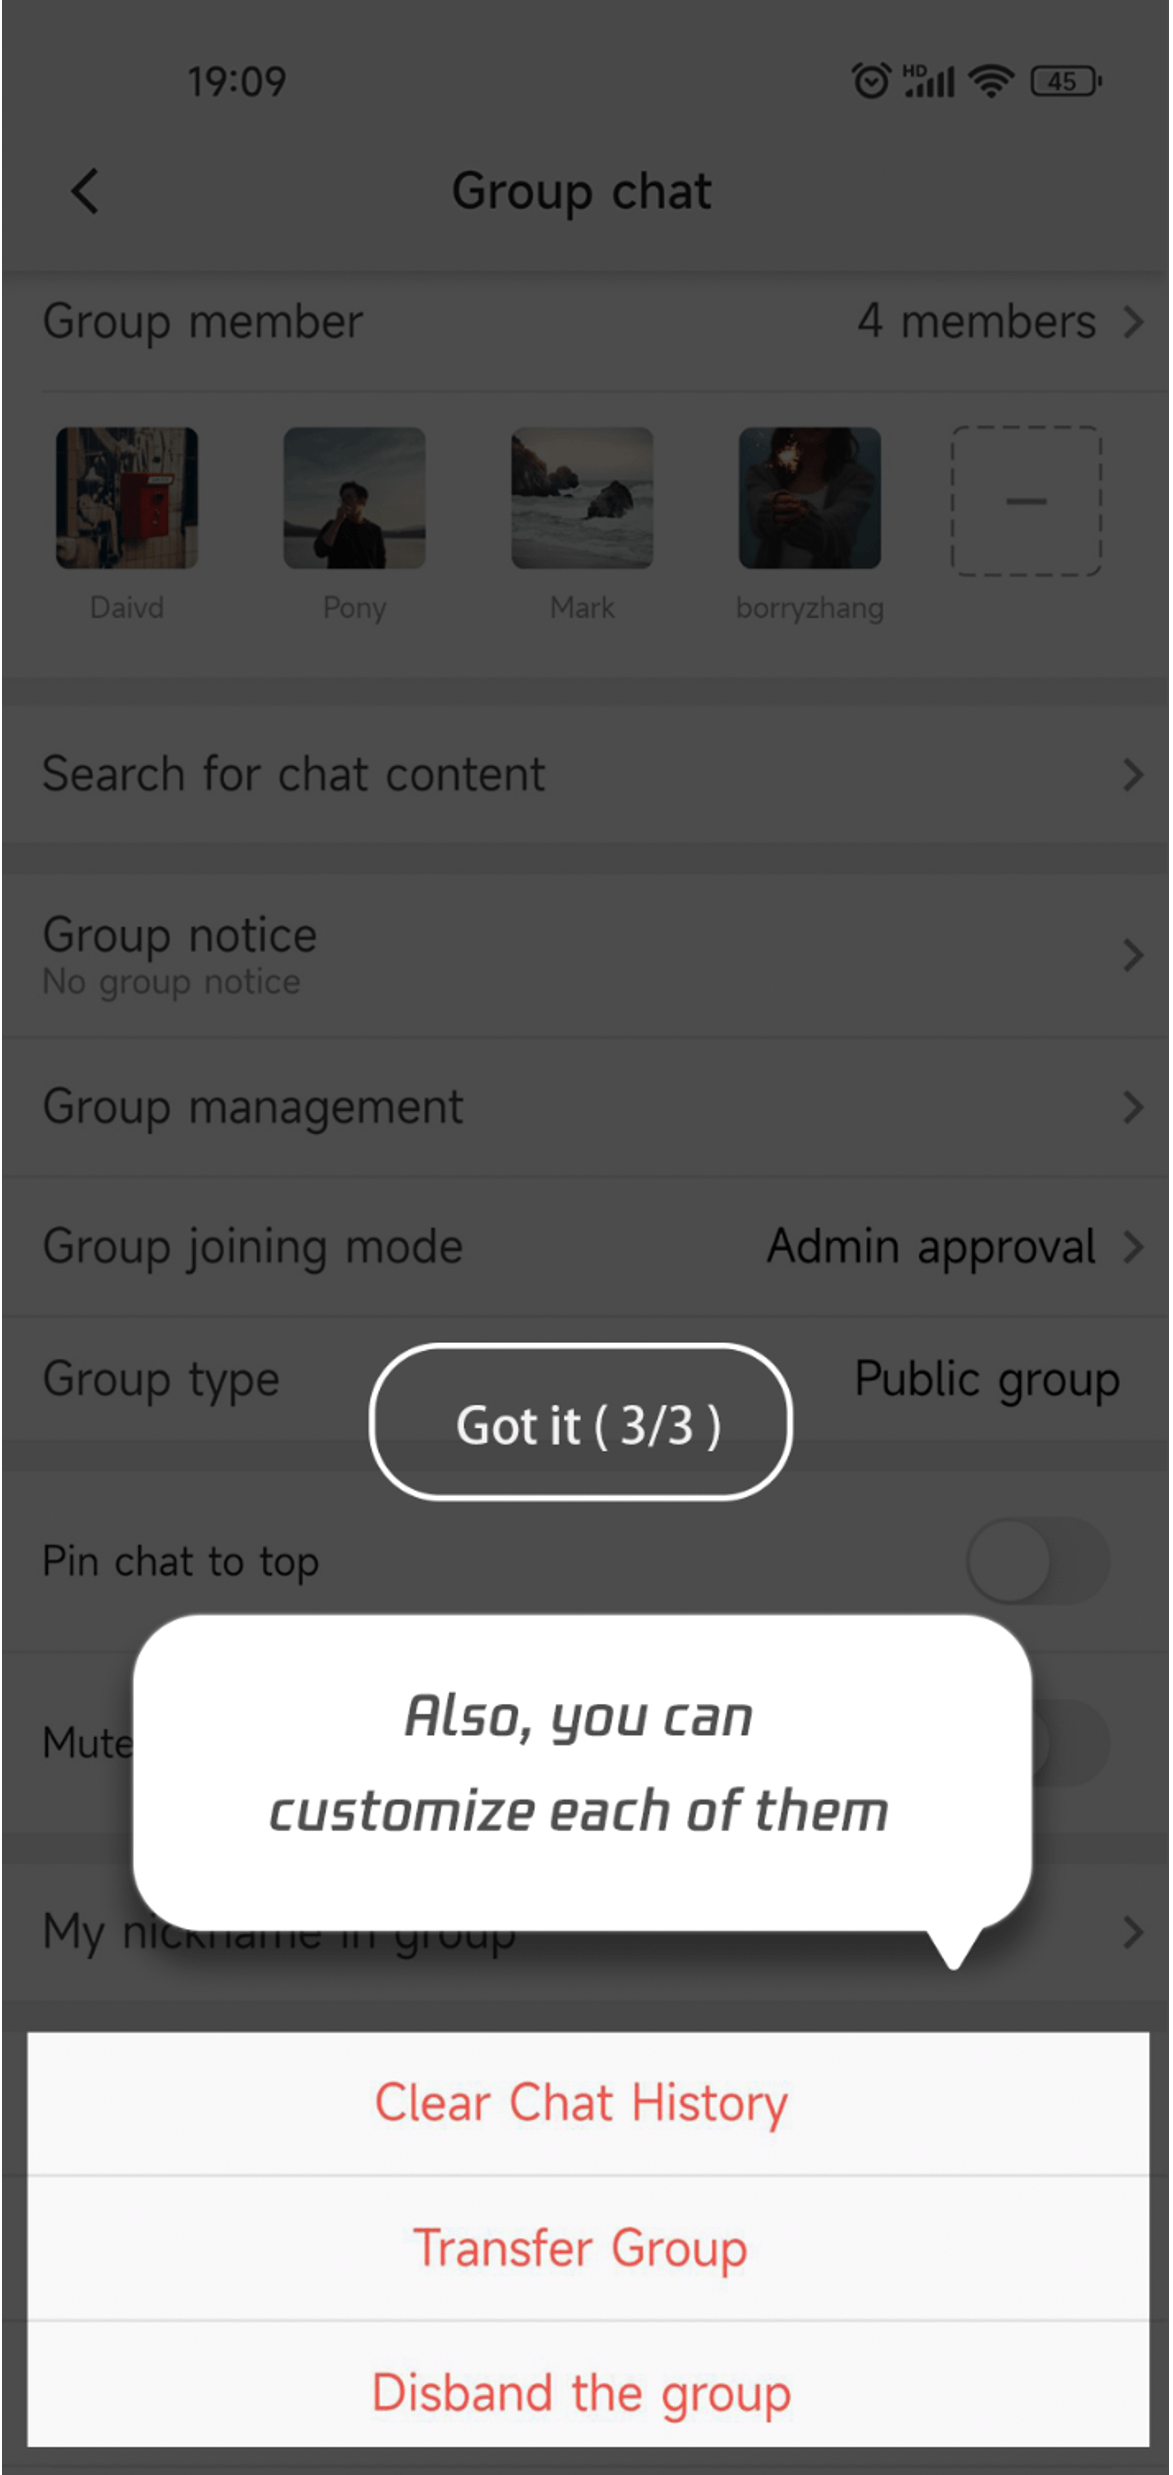 19:09
HD
45
Group chat
Group member
4 members
Daivd
Pony
Mark
borryzhang
Search for chat content
Group notice
No group notice
Group management
Group joining mode
Admin approval
Group type
Public group
Got it ( 3/3 )
Pin chat to top
Also, you can
Mute
customize each of them
My nickname in group
Clear Chat History
Transfer Group
Disband the group